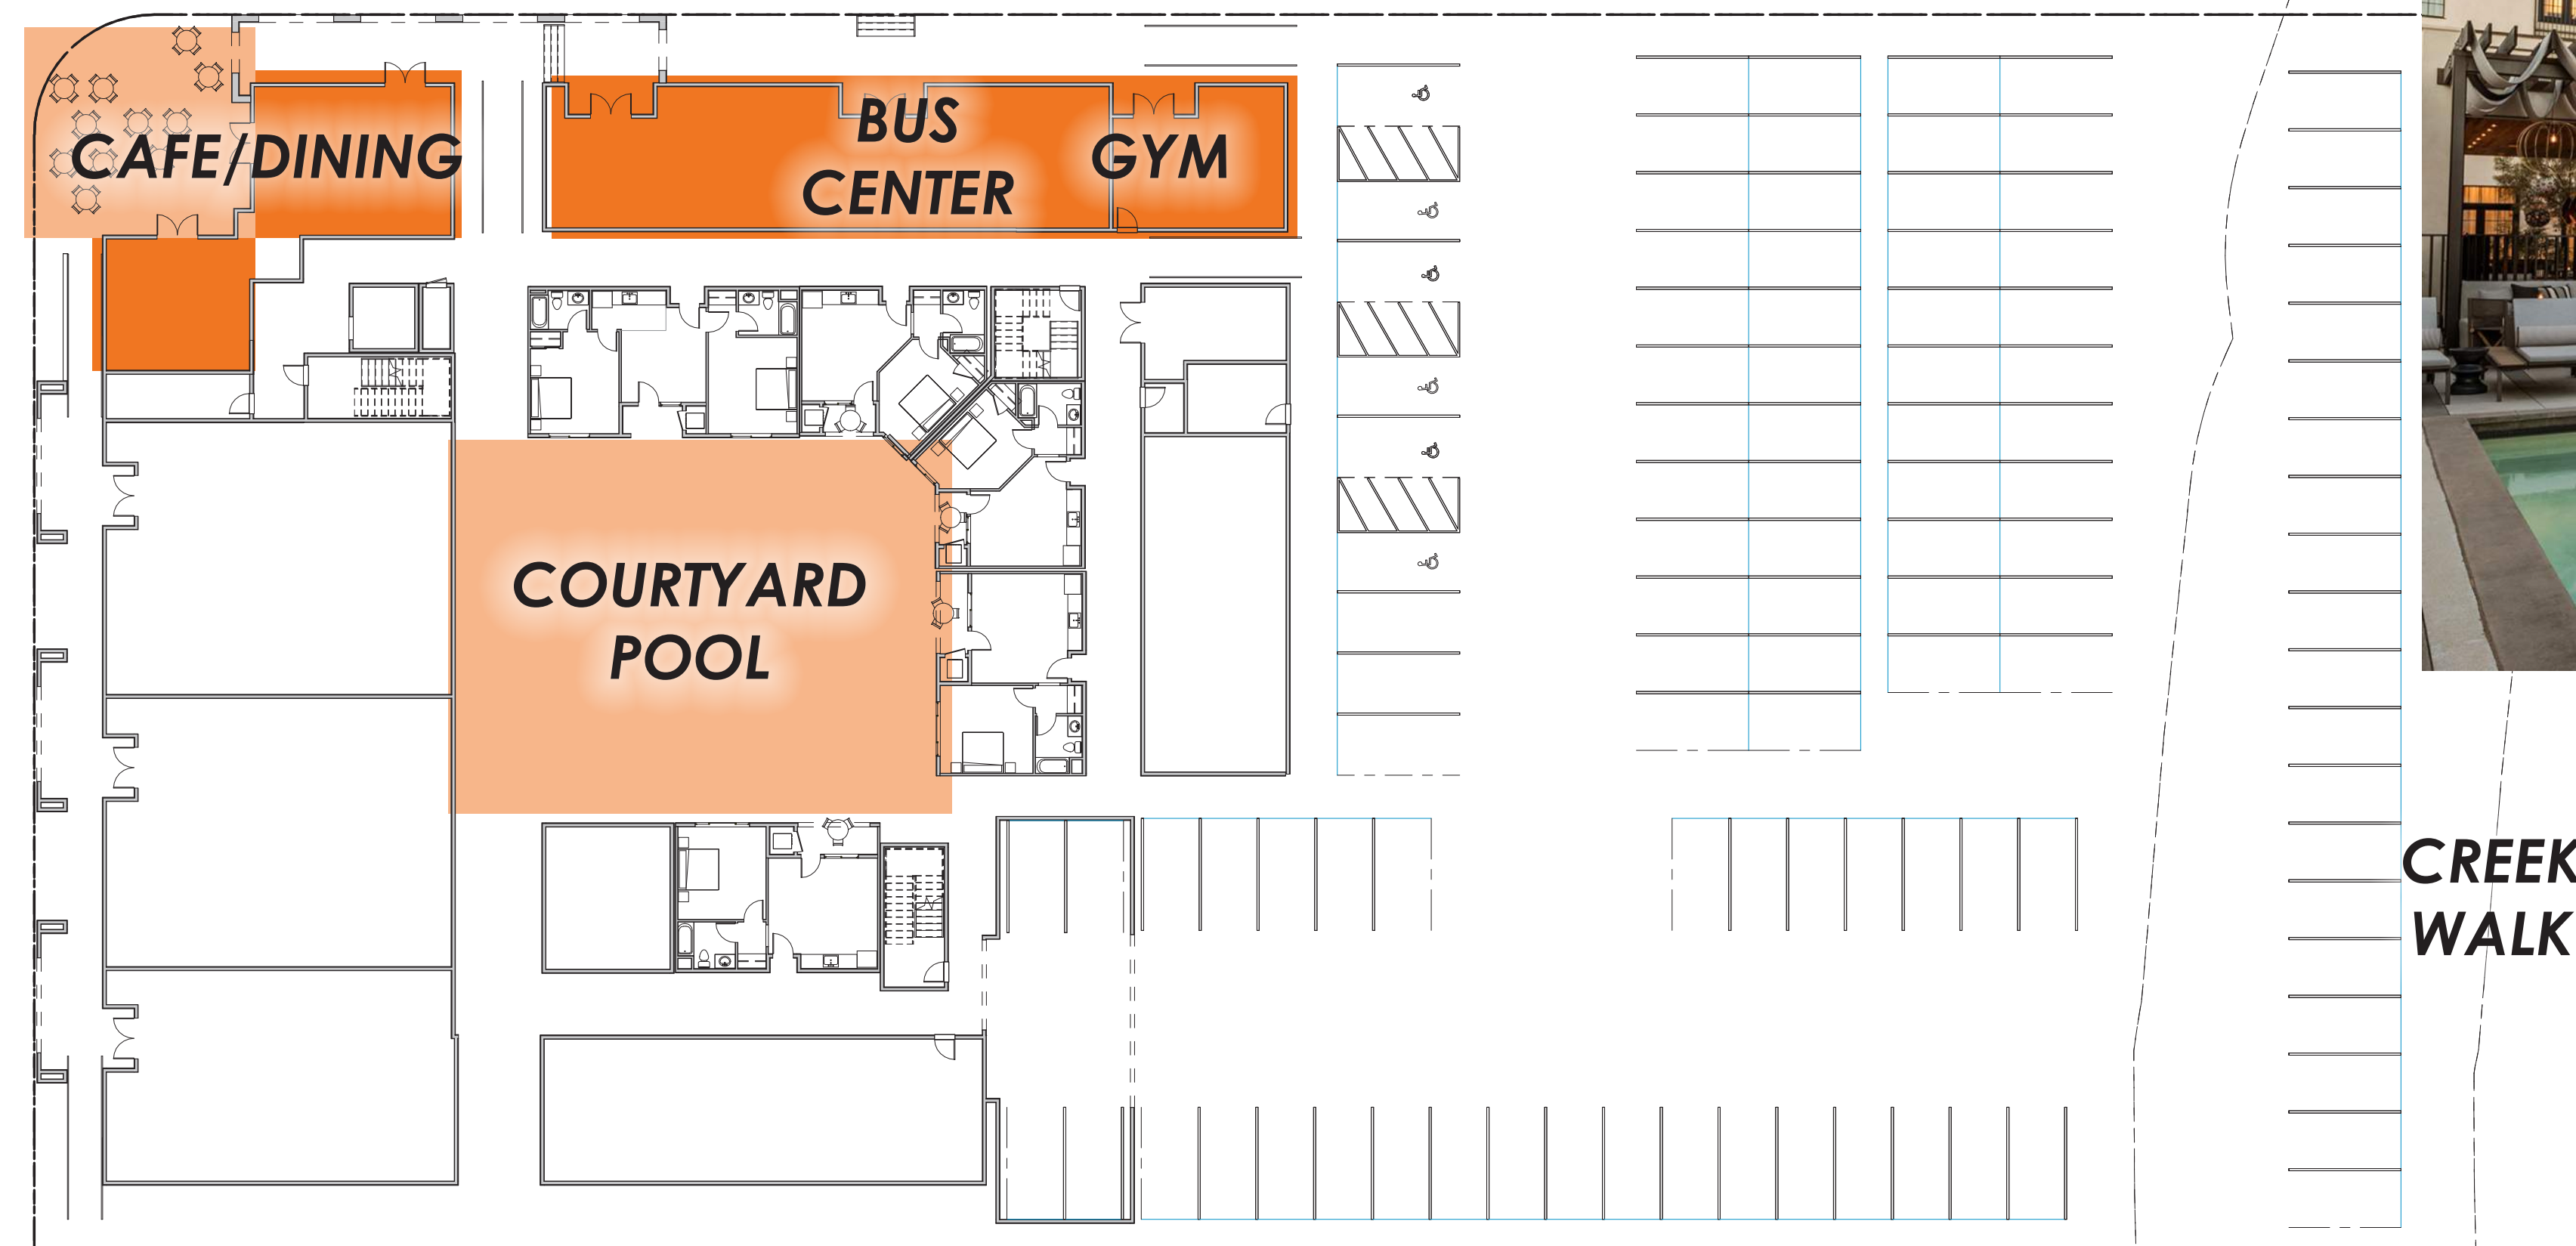 CAFE/DINING
BUS
CENTER
GYM
COURTYARD
POOL
CREEK
WALK